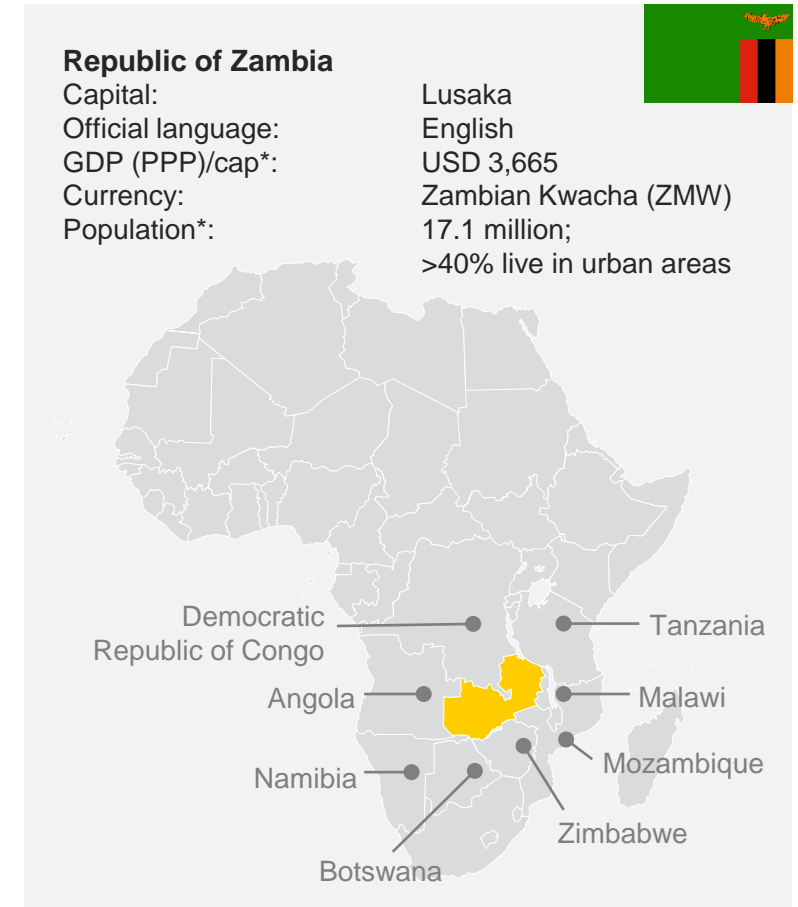 Republic of Zambia
Capital: Lusaka
Official language: English
GDP (PPP)/cap*: USD 3,665
Currency: Zambian Kwacha (ZMW)
Population*: 17.1 million;
>40% live in urban areas
Democratic
Republic of Congo
Tanzania
Angola
Malawi
Namibia
Mozambique
Zimbabwe
Botswana